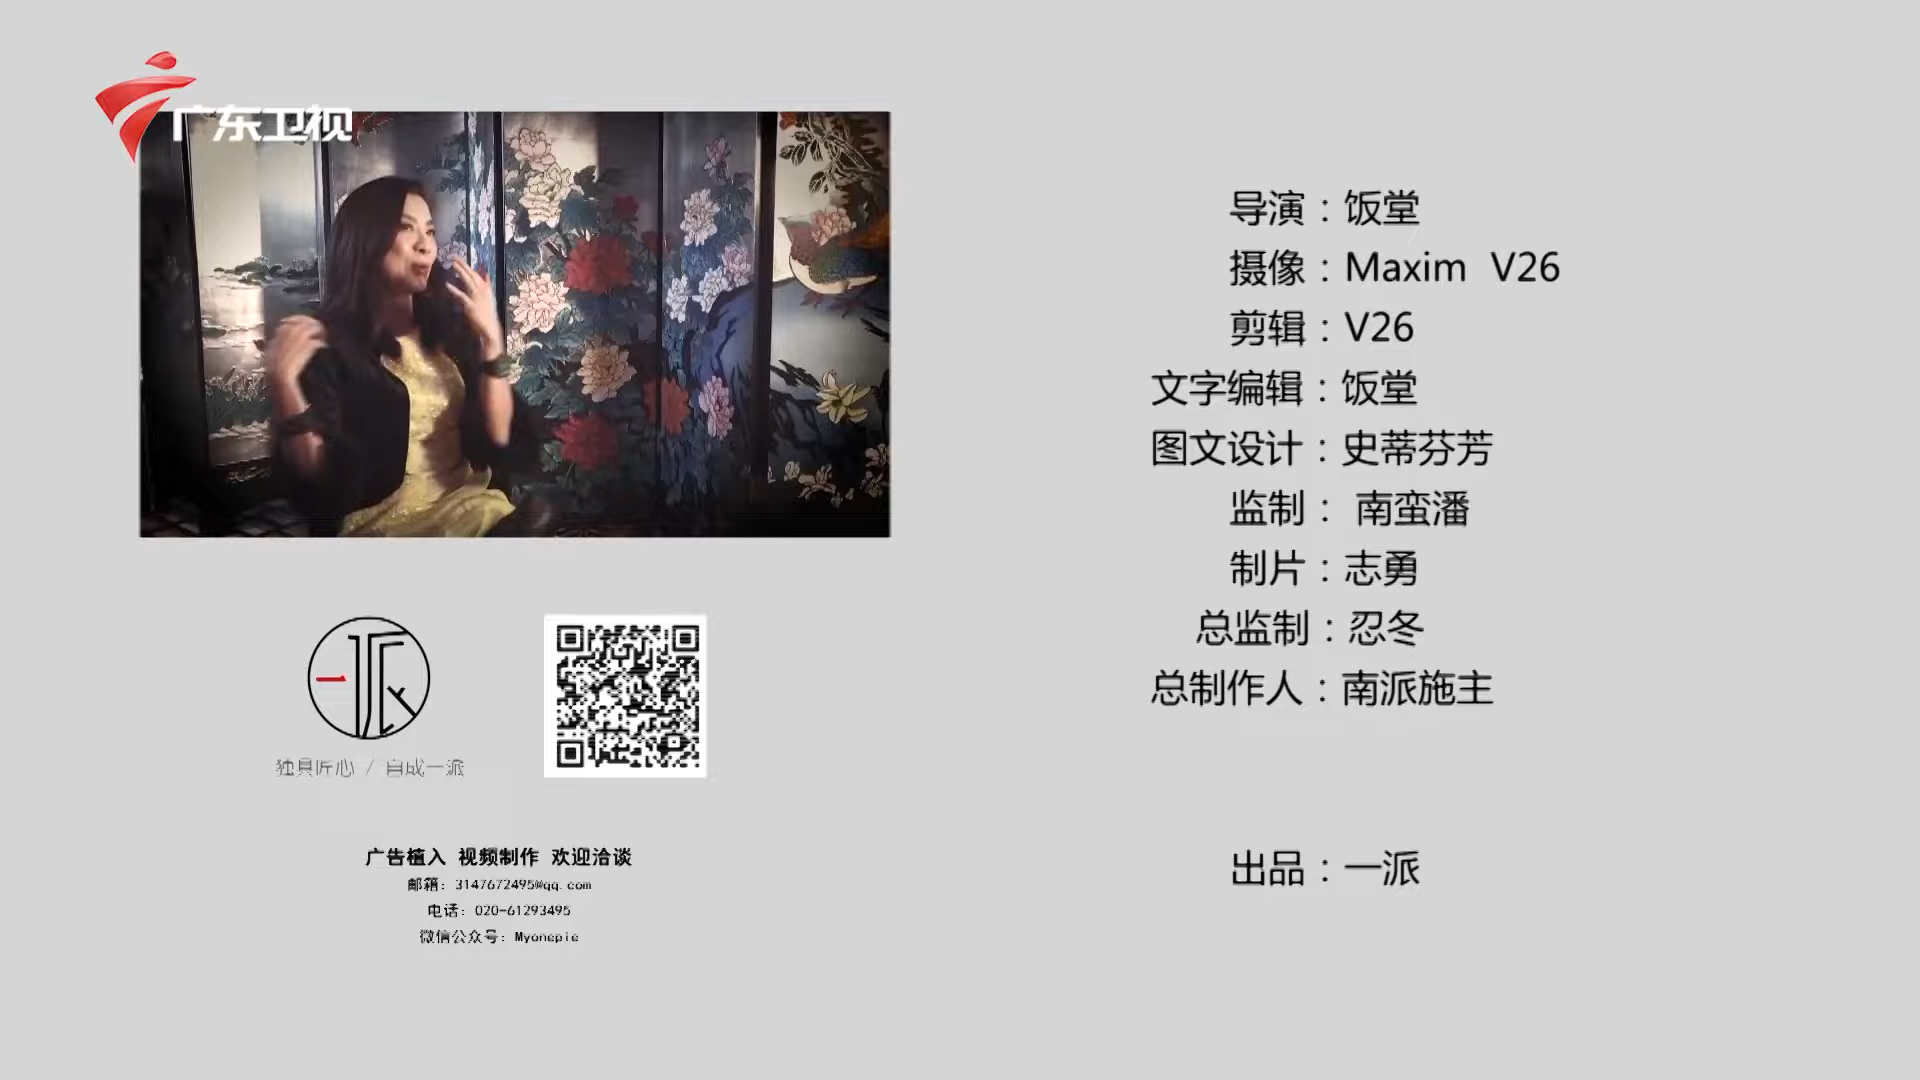 广东卫视
导演：饭堂
摄像：Maxim V26
剪辑：V26
文字编辑：饭堂
图文设计：史蒂芬芳
监制： 南蛮潘
制片：志勇
总监制：忍冬
总制作人：南派施主
出品：一派
一派
独具匠心 / 自成一派
广告植入 视频制作 欢迎洽谈
邮箱：3147672495@qq.com
电话：020-61293495
微信公众号：Myonepie